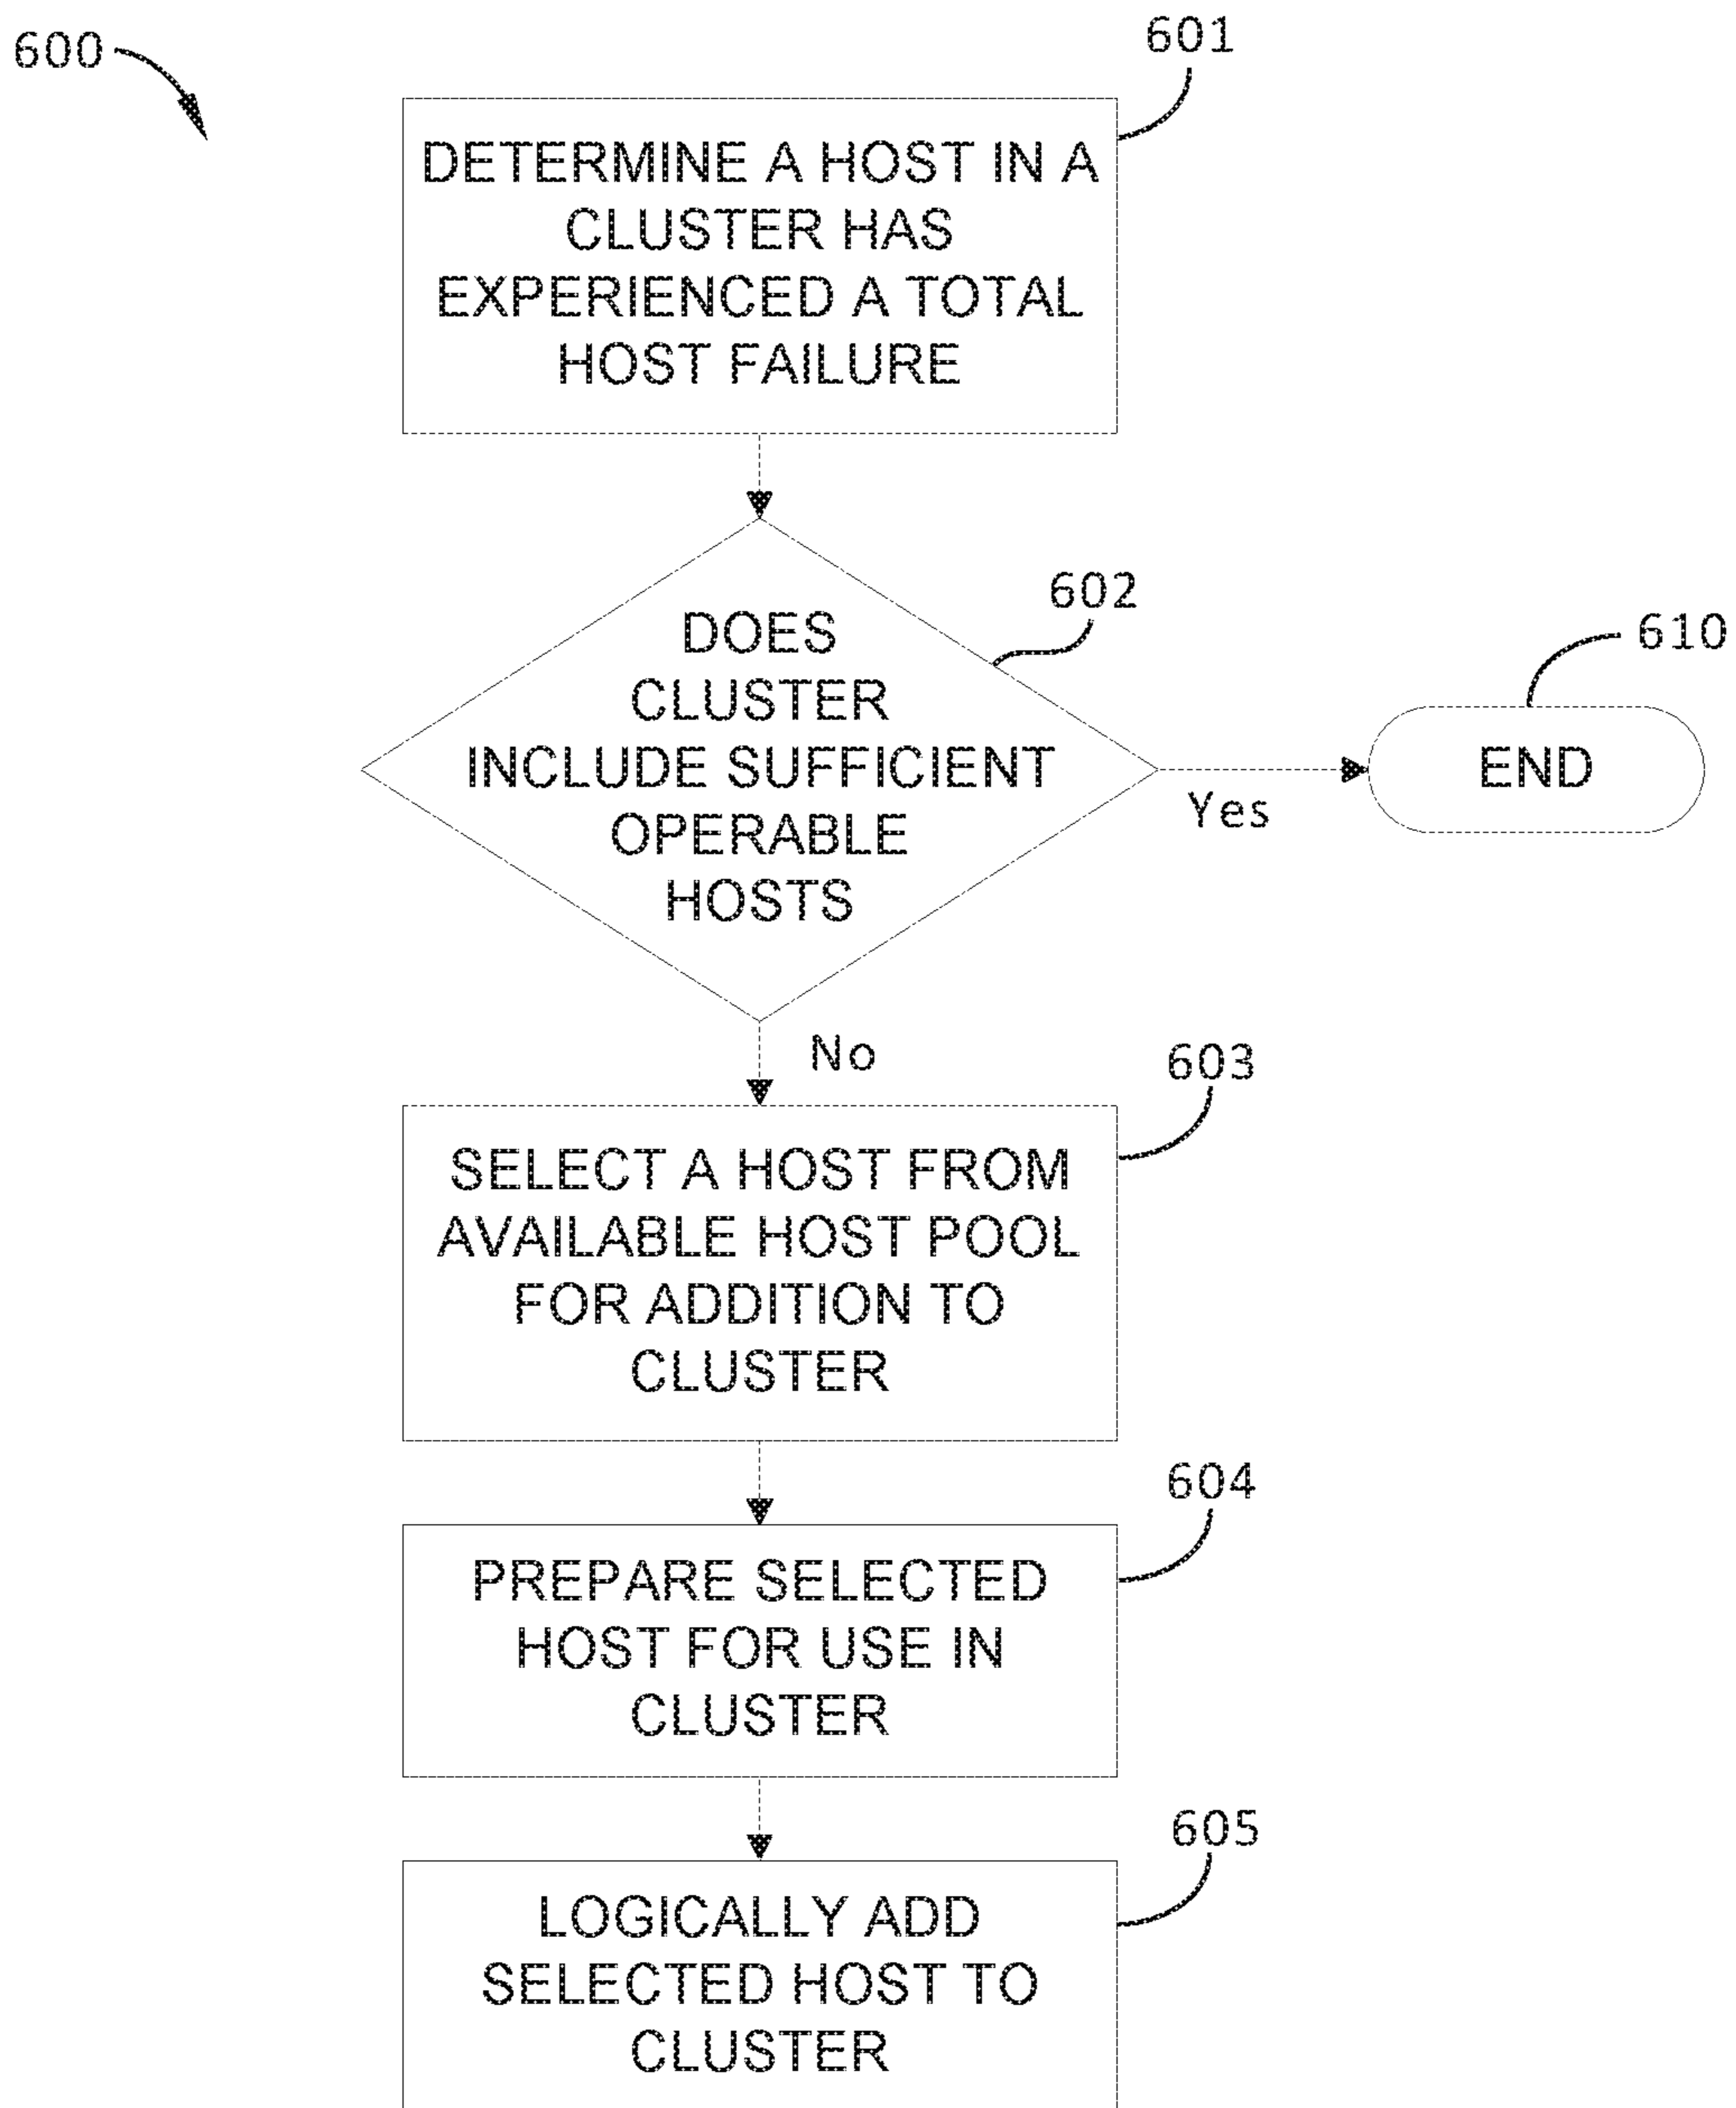 600
601
DETERMINE A HOST IN A
CLUSTER HAS
EXPERIENCED A TOTAL
HOST FAILURE
602
DOES
CLUSTER
INCLUDE SUFFICIENT
OPERABLE
HOSTS
610
END
Yes
No
603
SELECT A HOST FROM
AVAILABLE HOST POOL
FOR ADDITION TO
CLUSTER
604
PREPARE SELECTED
HOST FOR USE IN
CLUSTER
605
LOGICALLY ADD
SELECTED HOST TO
CLUSTER